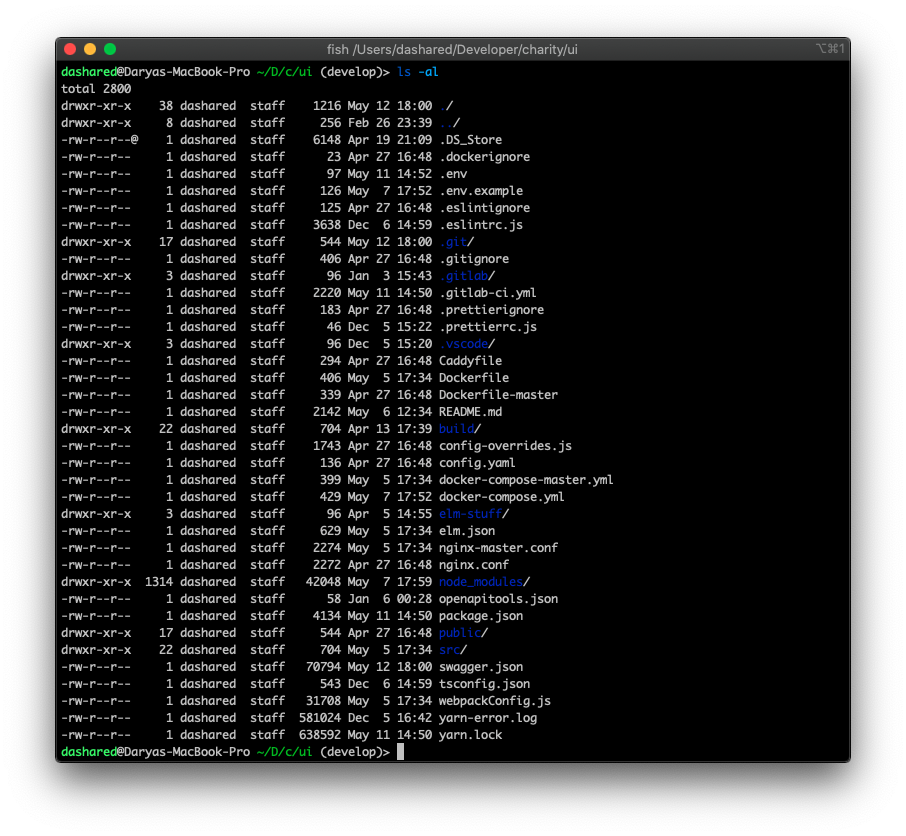 fish /Users/dashared/Developer/charity/ui ⌥⌘1
dashared@Daryas-MacBook-Pro ~/D/c/ui (develop)> ls -al
total 2800
drwxr-xr-x 38 dashared staff 1216 May 12 18:00 ./
drwxr-xr-x 8 dashared staff 256 Feb 26 23:39 ../
-rw-r--r--@ 1 dashared staff 6148 Apr 19 21:09 .DS_Store
-rw-r--r-- 1 dashared staff 23 Apr 27 16:48 .dockerignore
-rw-r--r-- 1 dashared staff 97 May 11 14:52 .env
-rw-r--r-- 1 dashared staff 126 May 7 17:52 .env.example
-rw-r--r-- 1 dashared staff 125 Apr 27 16:48 .eslintignore
-rw-r--r-- 1 dashared staff 3638 Dec 6 14:59 .eslintrc.js
drwxr-xr-x 17 dashared staff 544 May 12 18:00 .git/
-rw-r--r-- 1 dashared staff 406 Apr 27 16:48 .gitignore
drwxr-xr-x 3 dashared staff 96 Jan 3 15:43 .gitlab/
-rw-r--r-- 1 dashared staff 2220 May 11 14:50 .gitlab-ci.yml
-rw-r--r-- 1 dashared staff 183 Apr 27 16:48 .prettierignore
-rw-r--r-- 1 dashared staff 46 Dec 5 15:22 .prettierrc.js
drwxr-xr-x 3 dashared staff 96 Dec 5 15:20 .vscode/
-rw-r--r-- 1 dashared staff 294 Apr 27 16:48 Caddyfile
-rw-r--r-- 1 dashared staff 406 May 5 17:34 Dockerfile
-rw-r--r-- 1 dashared staff 339 Apr 27 16:48 Dockerfile-master
-rw-r--r-- 1 dashared staff 2142 May 6 12:34 README.md
drwxr-xr-x 22 dashared staff 704 Apr 13 17:39 build/
-rw-r--r-- 1 dashared staff 1743 Apr 27 16:48 config-overrides.js
-rw-r--r-- 1 dashared staff 136 Apr 27 16:48 config.yaml
-rw-r--r-- 1 dashared staff 399 May 5 17:34 docker-compose-master.yml
-rw-r--r-- 1 dashared staff 429 May 7 17:52 docker-compose.yml
drwxr-xr-x 3 dashared staff 96 Apr 5 14:55 elm-stuff/
-rw-r--r-- 1 dashared staff 629 May 5 17:34 elm.json
-rw-r--r-- 1 dashared staff 2274 May 5 17:34 nginx-master.conf
-rw-r--r-- 1 dashared staff 2272 Apr 27 16:48 nginx.conf
drwxr-xr-x 1314 dashared staff 42048 May 7 17:59 node_modules/
-rw-r--r-- 1 dashared staff 58 Jan 6 00:28 openapitools.json
-rw-r--r-- 1 dashared staff 4134 May 11 14:50 package.json
drwxr-xr-x 17 dashared staff 544 Apr 27 16:48 public/
drwxr-xr-x 22 dashared staff 704 May 5 17:34 src/
-rw-r--r-- 1 dashared staff 70794 May 12 18:00 swagger.json
-rw-r--r-- 1 dashared staff 543 Dec 6 14:59 tsconfig.json
-rw-r--r-- 1 dashared staff 31708 May 5 17:34 webpackConfig.js
-rw-r--r-- 1 dashared staff 581024 Dec 5 16:42 yarn-error.log
-rw-r--r-- 1 dashared staff 638592 May 11 14:50 yarn.lock
dashared@Daryas-MacBook-Pro ~/D/c/ui (develop)>